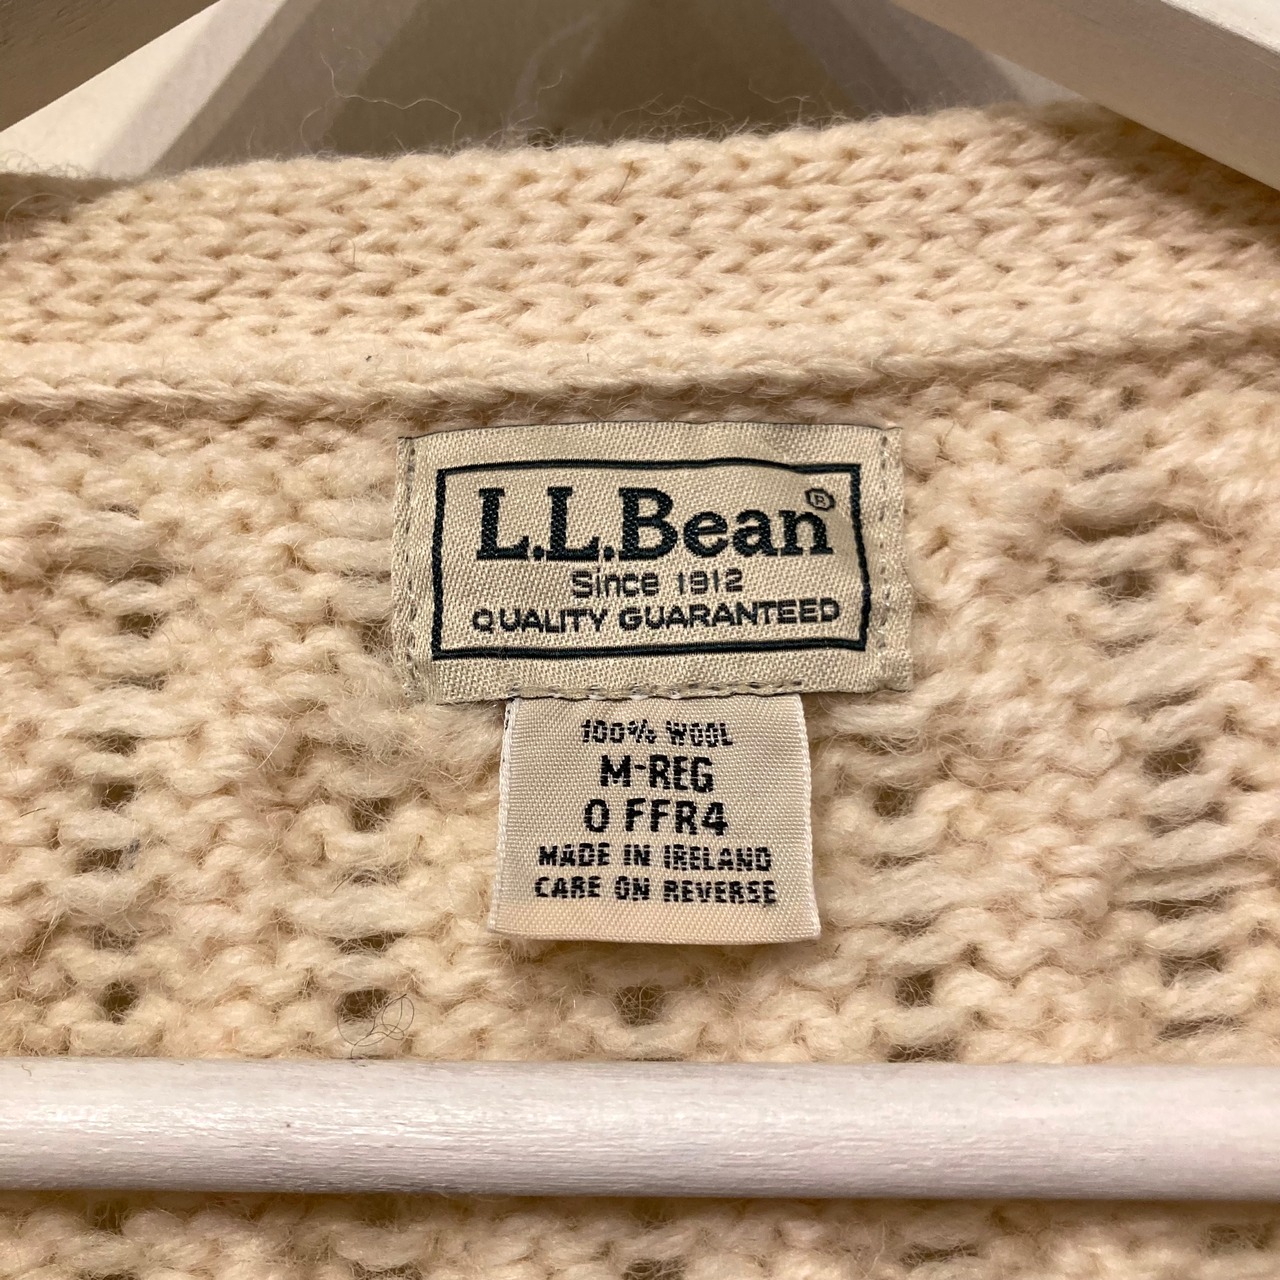 L.L.Bean®
Since 1912
QUALITY GUARANTEED
100% WOOL
M-REG
0 FFR4
MADE IN IRELAND
CARE ON REVERSE